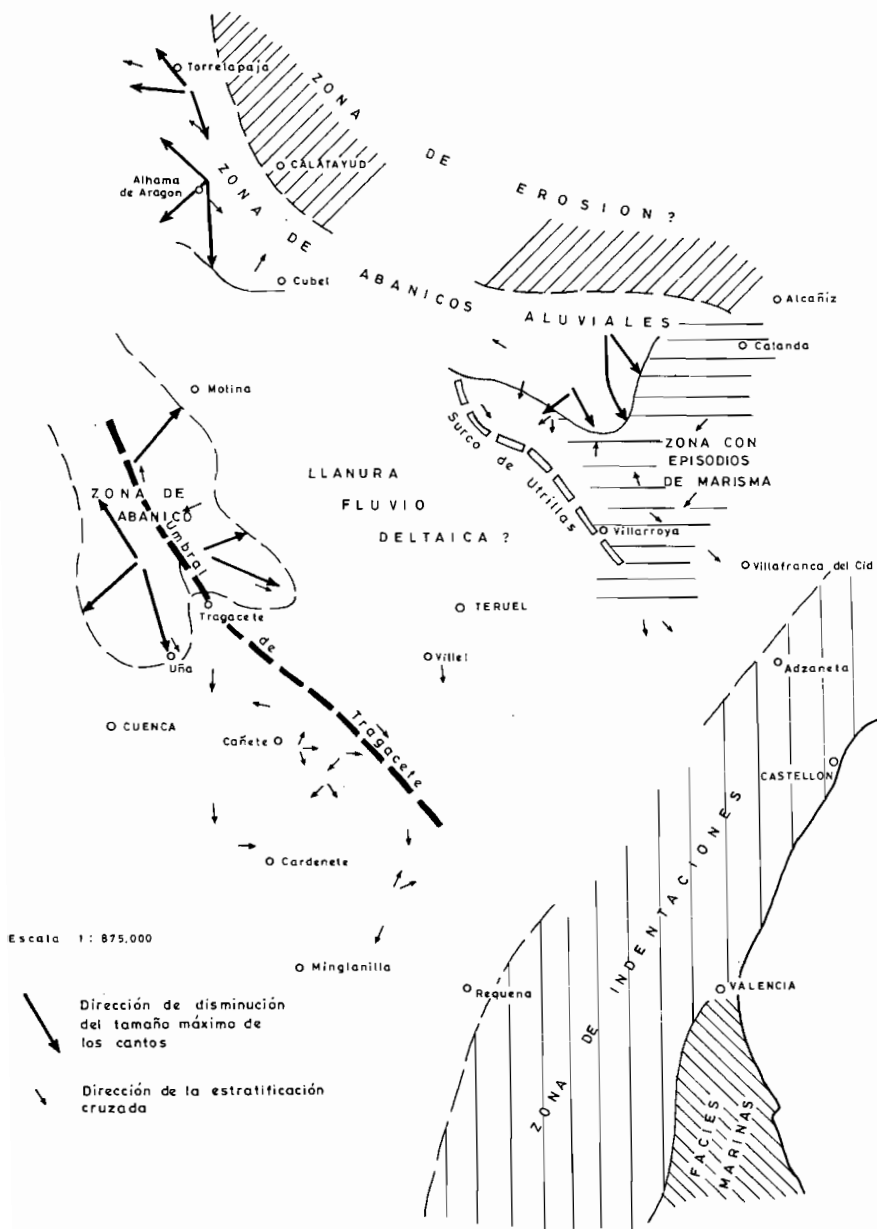 Torrelapaja
ZONA DE EROSION ?
CALATAYUD
Alhama
de Aragon
ZONA DE ABANICOS ALUVIALES
Cubel
Alcañiz
Calanda
Molina
Surco de Utrillas
ZONA CON
EPISODIOS
DE MARISMA
LLANURA
FLUVIO
DELTAICA ?
ZONA DE
ABANICO
Umbral de Tragacete
Villarroya
Villafranca del Cid
Tragacete
TERUEL
Uña
Villel
Adzaneta
CUENCA
Cañete
CASTELLON
Cardenete
ZONA DE INDENTACIONES
Escala 1: 875,000
Minglanilla
Requena
VALENCIA
Dirección de disminución
del tamaño máximo de
los cantos
Dirección de la estratificación
cruzada
FACIES
MARINAS